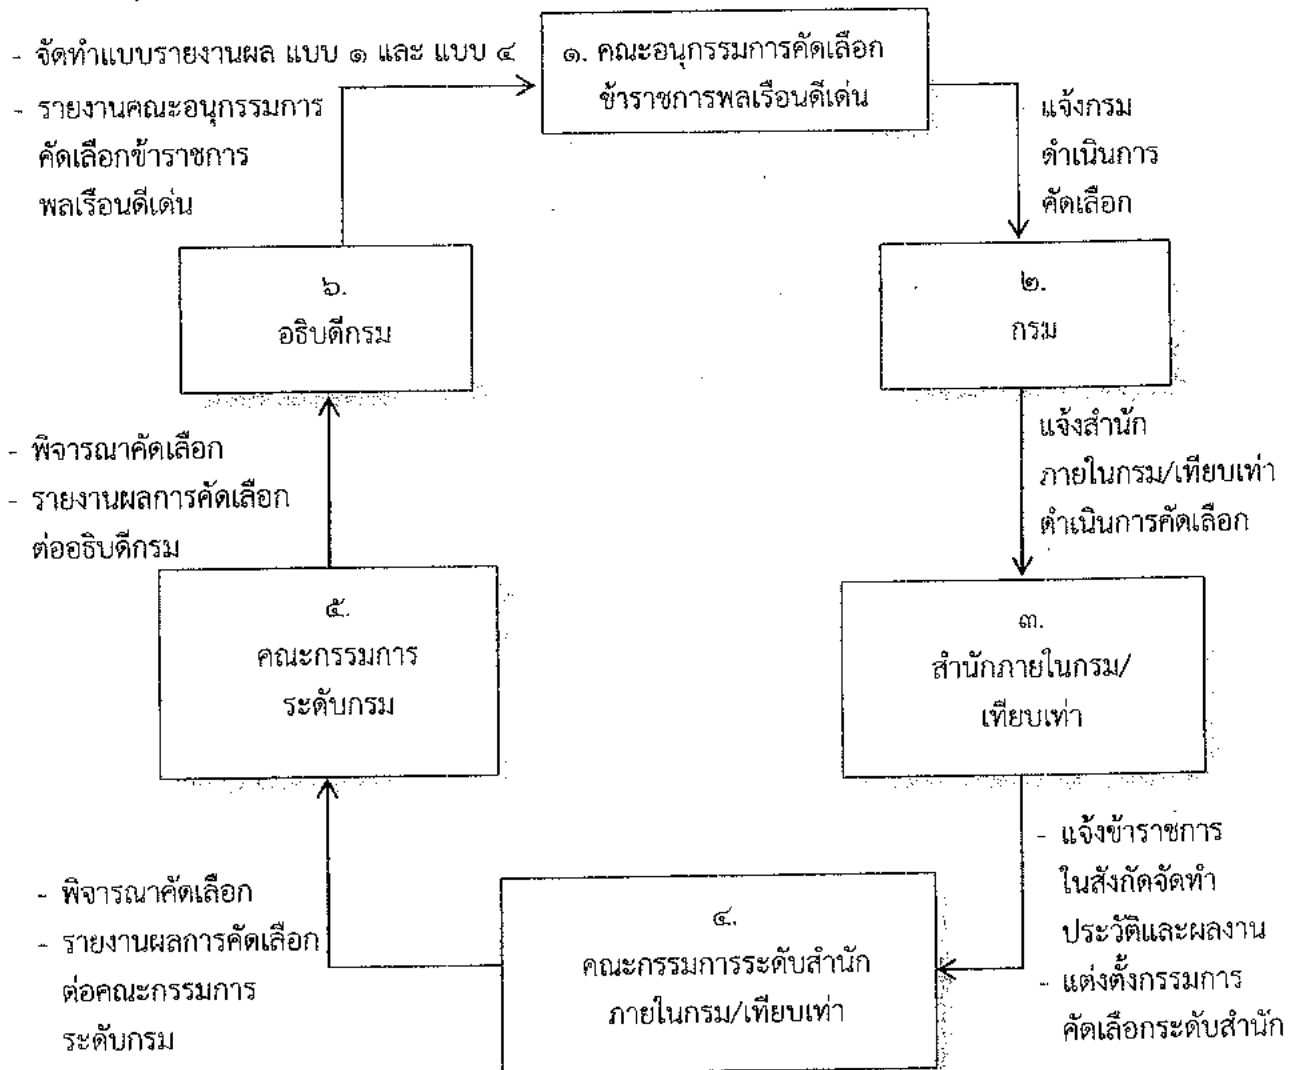 - จัดทำแบบรายงานผล แบบ ๑ และ แบบ ๔
- รายงานคณะอนุกรรมการ
คัดเลือกข้าราชการ
พลเรือนดีเด่น
๑. คณะอนุกรรมการคัดเลือก
ข้าราชการพลเรือนดีเด่น
แจ้งกรม
ดำเนินการ
คัดเลือก
๒.
กรม
แจ้งสำนัก
ภายในกรม/เทียบเท่า
ดำเนินการคัดเลือก
๓.
สำนักภายในกรม/
เทียบเท่า
- แจ้งข้าราชการ
ในสังกัดจัดทำ
ประวัติและผลงาน
- แต่งตั้งกรรมการ
คัดเลือกระดับสำนัก
๔.
คณะกรรมการระดับสำนัก
ภายในกรม/เทียบเท่า
- พิจารณาคัดเลือก
- รายงานผลการคัดเลือก
ต่อคณะกรรมการ
ระดับกรม
๕.
คณะกรรมการ
ระดับกรม
- พิจารณาคัดเลือก
- รายงานผลการคัดเลือก
ต่ออธิบดีกรม
๖.
อธิบดีกรม